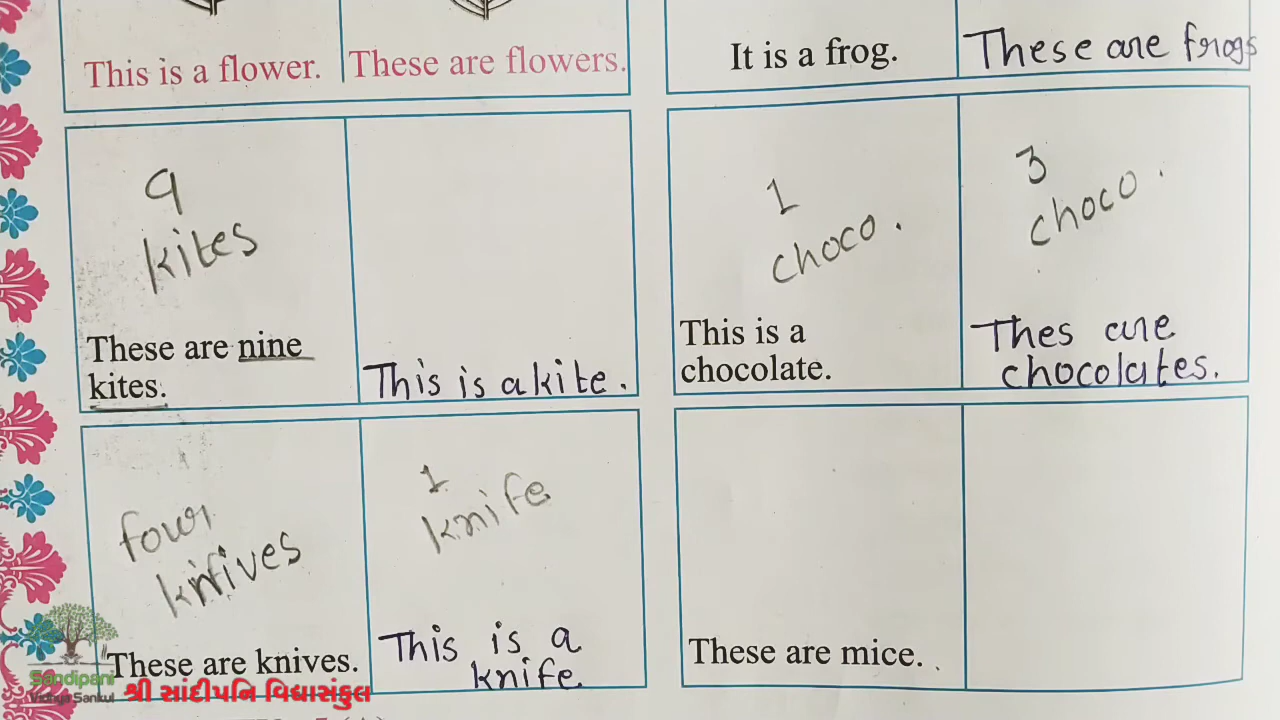 This is a flower.
These are flowers.
It is a frog.
These are frogs
9
kites
These are nine
kites.
This is a kite.
1
choco.
This is a
chocolate.
3
choco.
Thes are
chocolates.
four
knives
These are knives.
1
knife
This is a
knife
These are mice.
Sandipani
Vidhya Sankul
શ્રી સાંદીપનિ વિદ્યાસંકુલ